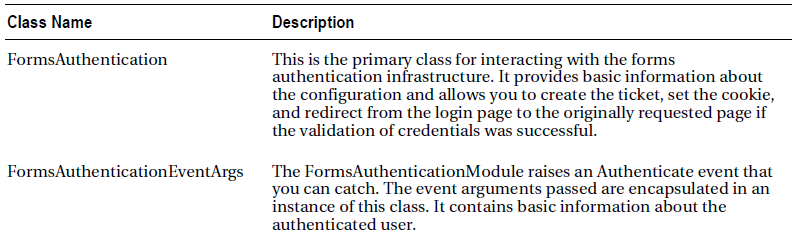 Class Name Description
FormsAuthentication This is the primary class for interacting with the forms
authentication infrastructure. It provides basic information about
the configuration and allows you to create the ticket, set the cookie,
and redirect from the login page to the originally requested page if
the validation of credentials was successful.
FormsAuthenticationEventArgs The FormsAuthenticationModule raises an Authenticate event that
you can catch. The event arguments passed are encapsulated in an
instance of this class. It contains basic information about the
authenticated user.